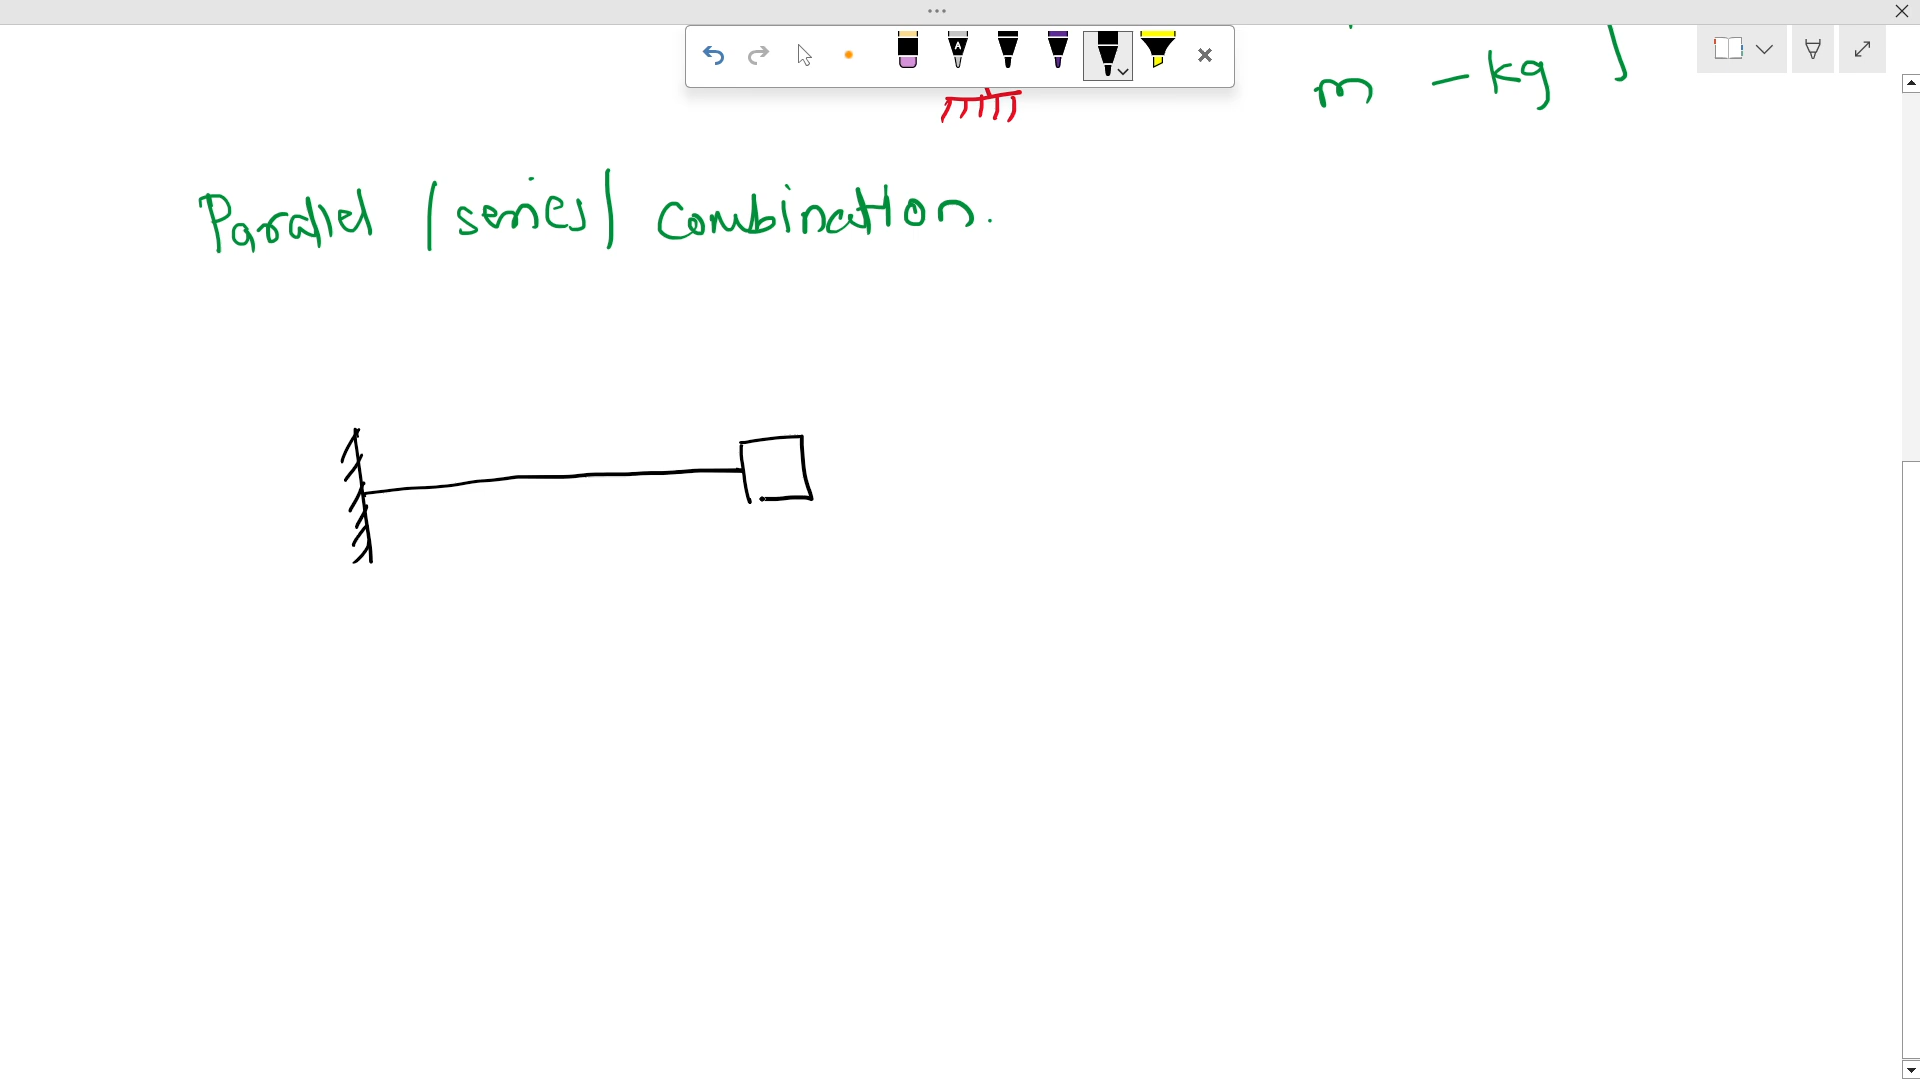 m - kg
Parallel / series / combination.